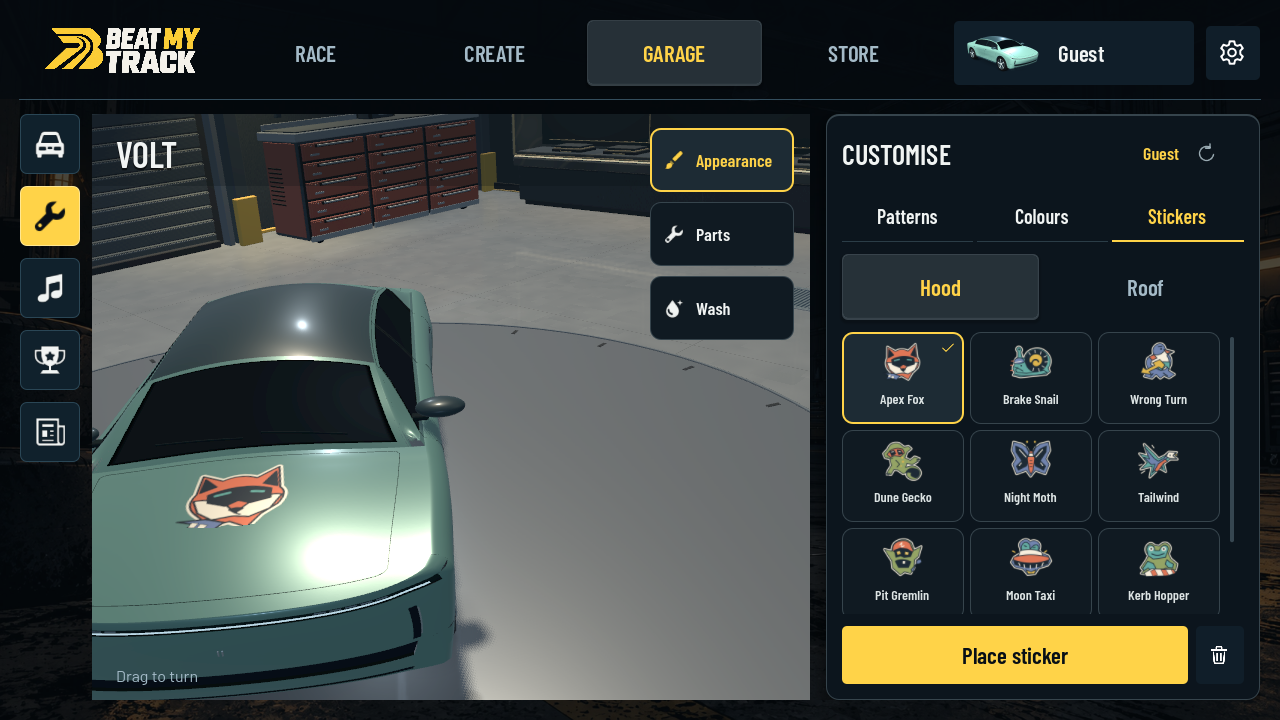 BEAT MY
TRACK
RACE
CREATE
GARAGE
STORE
Guest
VOLT
Appearance
Parts
Wash
Drag to turn
CUSTOMISE
Guest
Patterns
Colours
Stickers
Hood
Roof
Apex Fox
Brake Snail
Wrong Turn
Dune Gecko
Night Moth
Tailwind
Pit Gremlin
Moon Taxi
Kerb Hopper
Place sticker